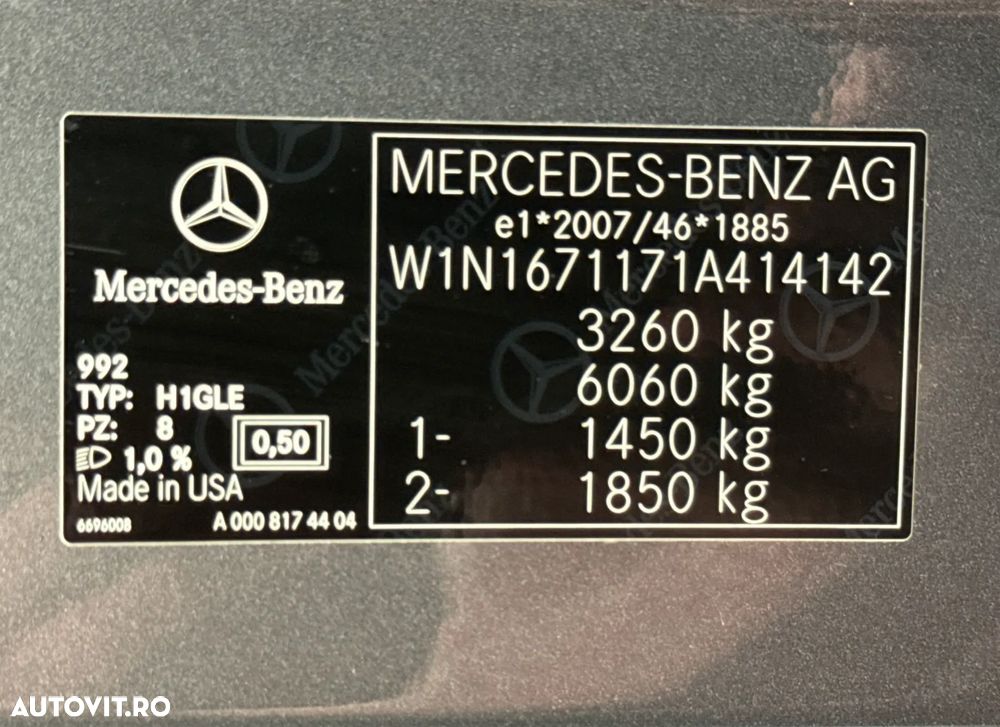 Mercedes-Benz
992
TYP: H1GLE
PZ: 8
1,0 %
0,50
Made in USA
6696008
A 000 817 44 04
MERCEDES-BENZ AG
e1*2007/46*1885
W1N1671171A414142
3260 kg
6060 kg
1- 1450 kg
2- 1850 kg
AUTOVIT.RO